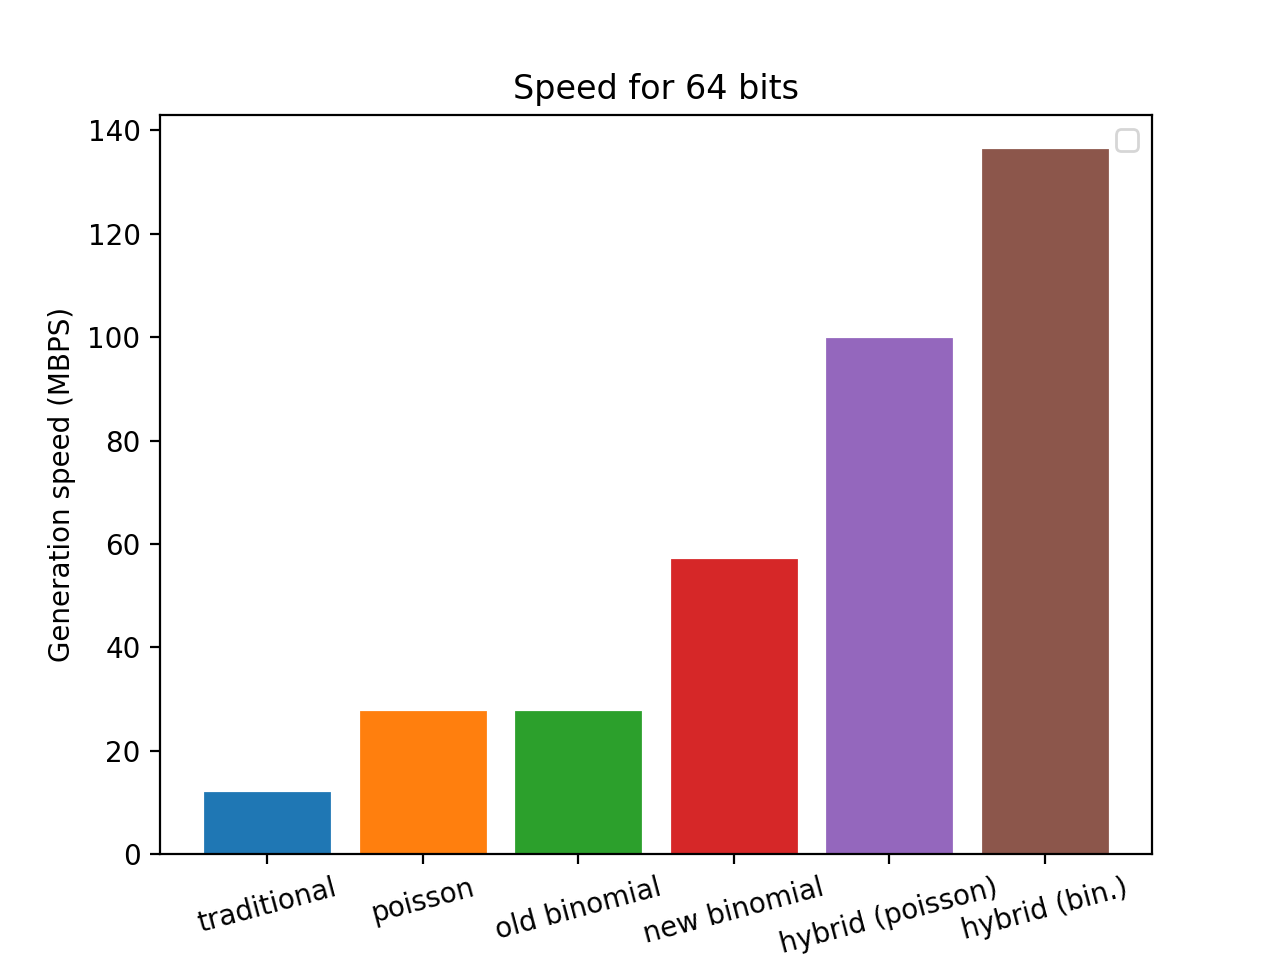 Speed for 64 bits
Generation speed (MBPS)
140
120
100
80
60
40
20
0
traditional
poisson
old binomial
new binomial
hybrid (poisson)
hybrid (bin.)